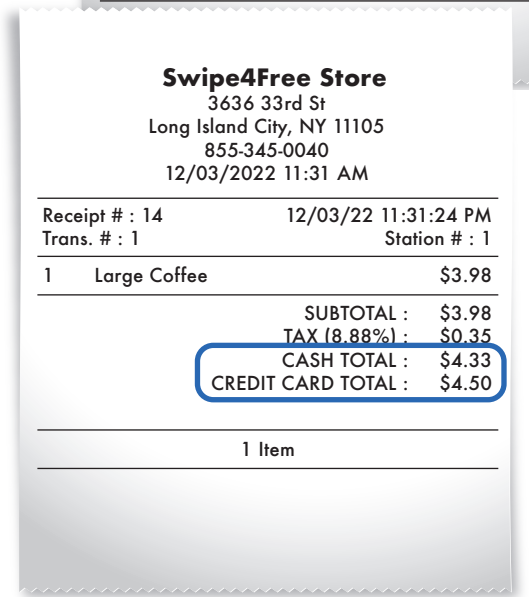 Swipe4Free Store
3636 33rd St
Long Island City, NY 11105
855-345-0040
12/03/2022 11:31 AM
Receipt # : 14 12/03/22 11:31:24 PM
Trans. # : 1 Station # : 1
1 Large Coffee $3.98
SUBTOTAL : $3.98
TAX (8.88%) : $0.35
CASH TOTAL : $4.33
CREDIT CARD TOTAL : $4.50
1 Item